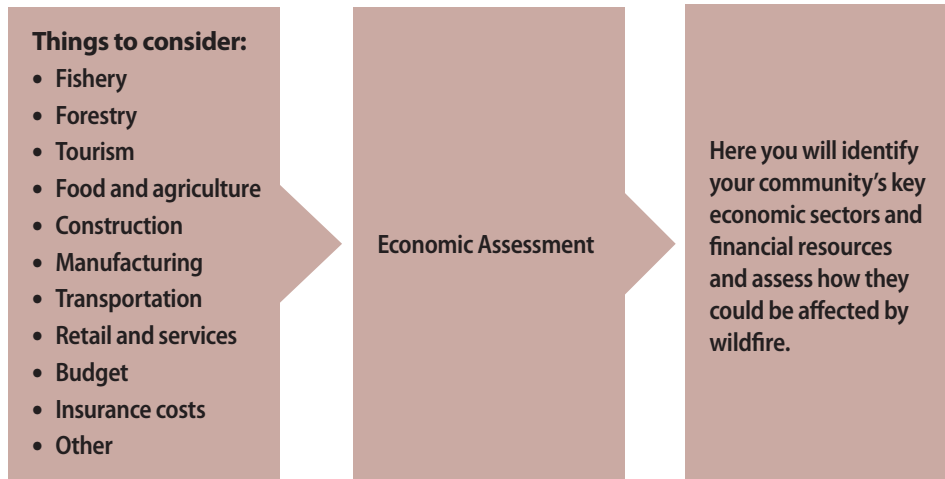 Things to consider:
• Fishery
• Forestry
• Tourism
• Food and agriculture
• Construction
• Manufacturing
• Transportation
• Retail and services
• Budget
• Insurance costs
• Other
Economic Assessment
Here you will identify
your community’s key
economic sectors and
financial resources
and assess how they
could be affected by
wildfire.